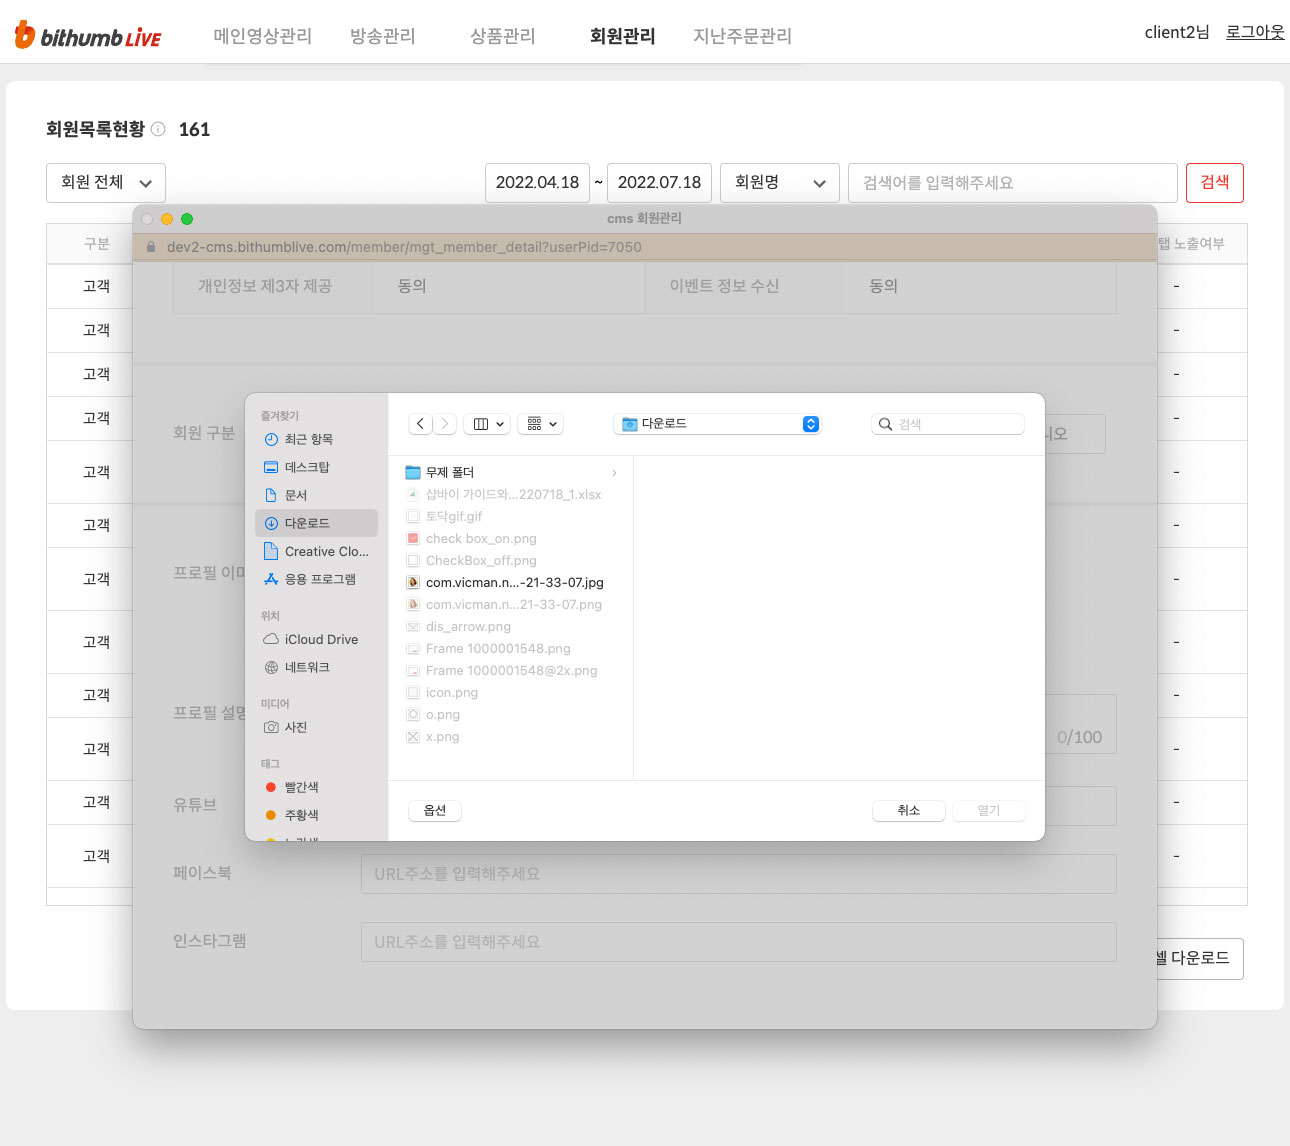 bithumb LIVE
메인영상관리
방송관리
상품관리
회원관리
지난주문관리
client2님
로그아웃
회원목록현황 161
회원 전체
2022.04.18 ~ 2022.07.18
회원명
검색어를 입력해주세요
검색
구분
탭 노출여부
고객 -
고객 -
고객 -
고객 -
고객 -
고객 -
고객 -
고객 -
고객 -
고객 -
고객 -
고객 -
cms 회원관리
dev2-cms.bithumblive.com/member/mgt_member_detail?userPid=7050
개인정보 제3자 제공
동의
이벤트 정보 수신
동의
회원 구분
프로필 이미
프로필 설명
0/100
유튜브
페이스북
URL주소를 입력해주세요
인스타그램
URL주소를 입력해주세요
즐겨찾기
최근 항목
데스크탑
문서
다운로드
Creative Clo...
응용 프로그램
위치
iCloud Drive
네트워크
미디어
사진
태그
빨간색
주황색
다운로드
검색
무제 폴더
샵바이 가이드와...220718_1.xlsx
토닥gif.gif
check box_on.png
CheckBox_off.png
com.vicman.n...-21-33-07.jpg
com.vicman.n...21-33-07.png
dis_arrow.png
Frame 1000001548.png
Frame 1000001548@2x.png
icon.png
o.png
x.png
옵션
취소
열기
셀 다운로드